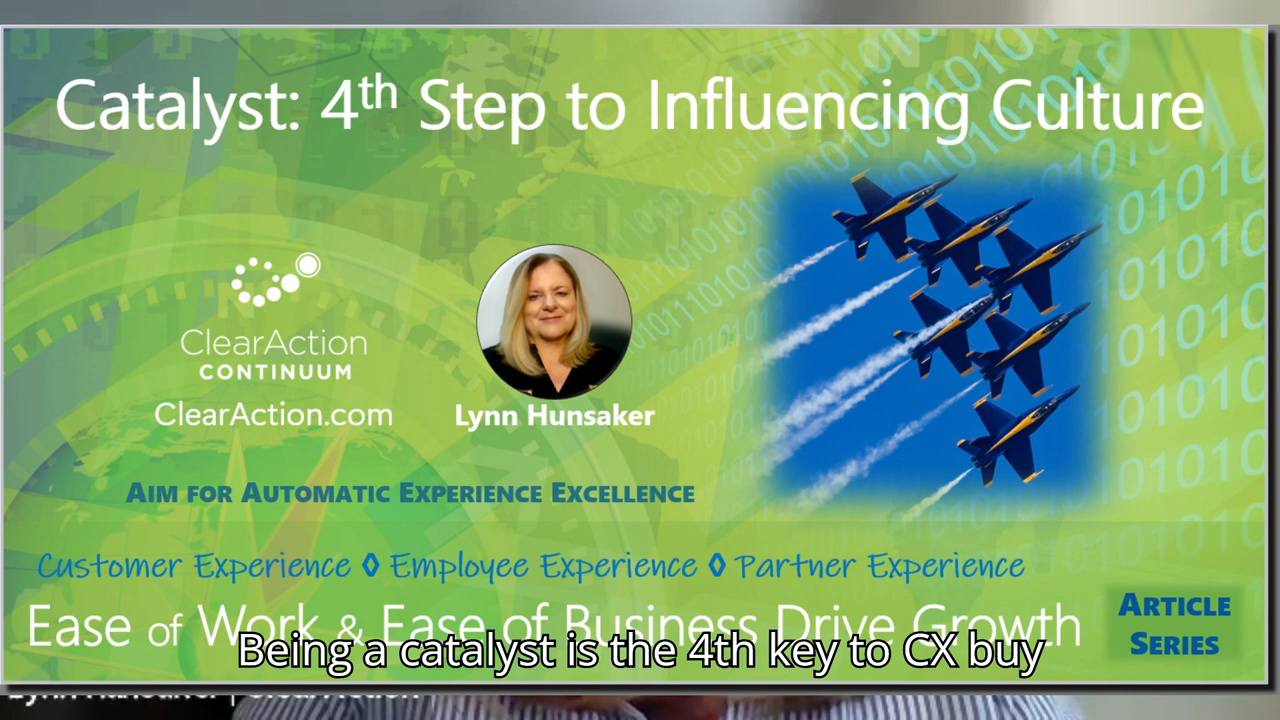 Catalyst: 4th Step to Influencing Culture
ClearAction
CONTINUUM
ClearAction.com
Lynn Hunsaker
AIM FOR AUTOMATIC EXPERIENCE EXCELLENCE
Customer Experience ◊ Employee Experience ◊ Partner Experience
Ease of Work & Ease of Business Drive Growth
ARTICLE
SERIES
Being a catalyst is the 4th key to CX buy